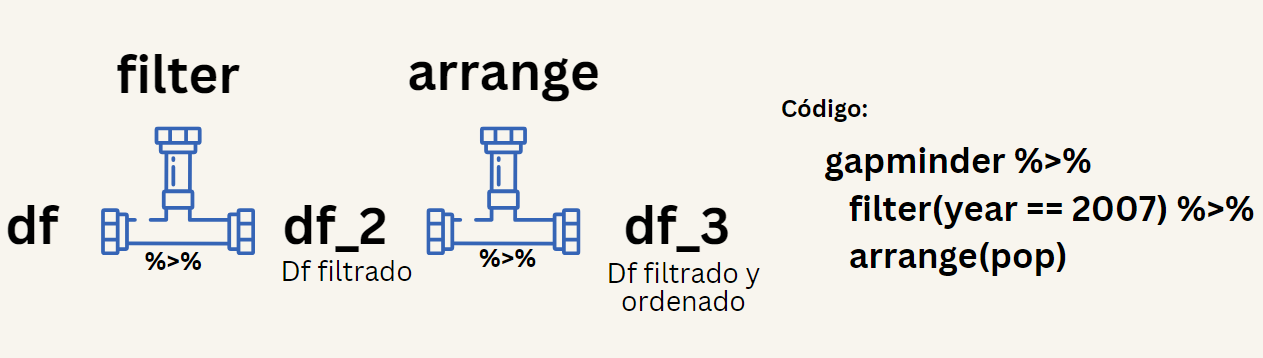 filter
arrange
df
%>%
df_2
Df filtrado
%>%
df_3
Df filtrado y
ordenado
Código:
gapminder %>%
filter(year == 2007) %>%
arrange(pop)